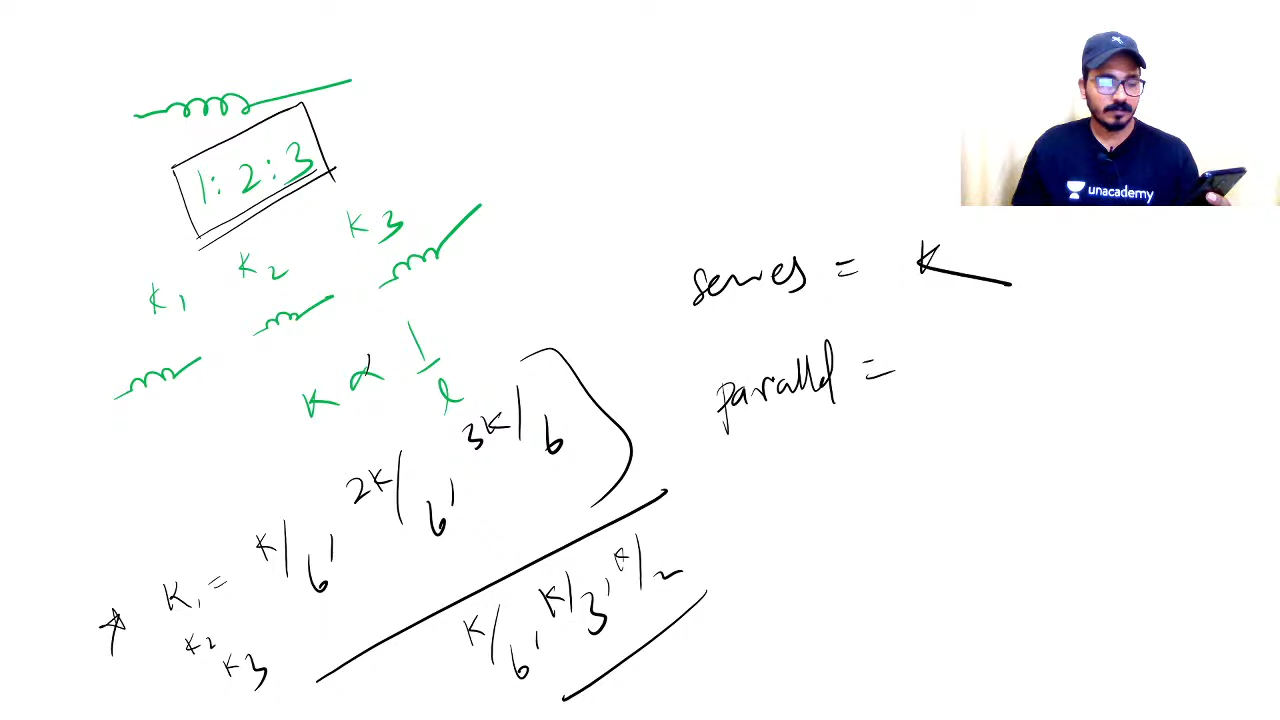 1 : 2 : 3
K1 K2 K3
K ∝ 1/l
K1 = K/6, 2K/6, 3K/6
K2
K3
K/6, K/3, K/2
series = K
parallel =
unacademy